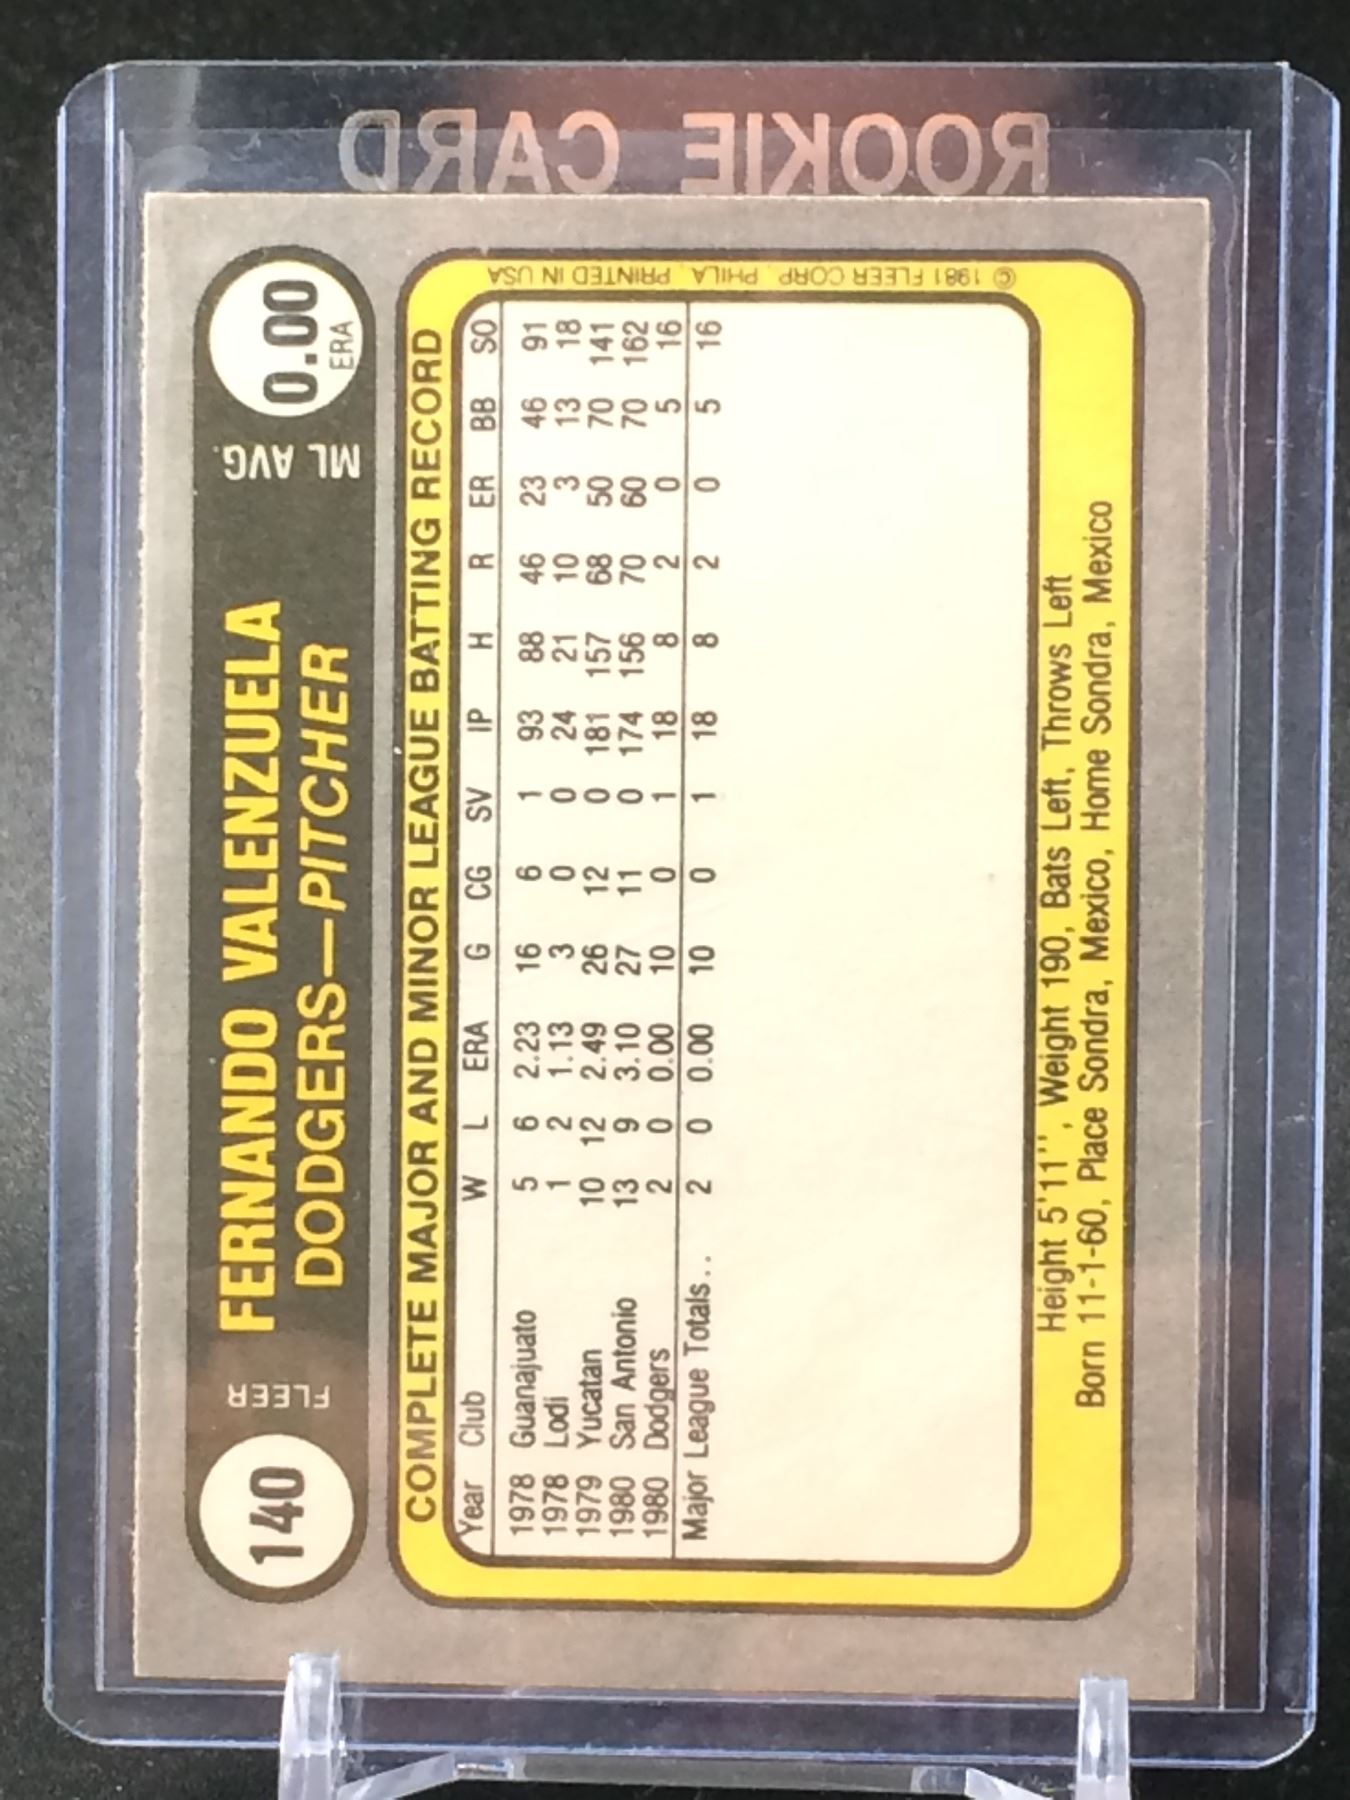 ROOKIE CARD
140
FLEER
FERNANDO VALENZUELA
DODGERS—PITCHER
ML AVG.
0.00
ERA
COMPLETE MAJOR AND MINOR LEAGUE BATTING RECORD
Year Club W L ERA G CG SV IP H R ER BB SO
1978 Guanajuato 5 6 2.23 16 6 1 93 88 46 23 46 91
1978 Lodi 1 2 1.13 3 0 0 24 21 10 3 13 18
1979 Yucatan 10 12 2.49 26 12 0 181 157 68 50 70 141
1980 San Antonio 13 9 3.10 27 11 0 174 156 70 60 70 162
1980 Dodgers 2 0 0.00 10 0 1 18 8 2 0 5 16
Major League Totals.. 2 0 0.00 10 0 1 18 8 2 0 5 16
© 1981 FLEER CORP., PHILA., PRINTED IN USA
Height 5'11'', Weight 190, Bats Left, Throws Left
Born 11-1-60, Place Sondra, Mexico, Home Sondra, Mexico